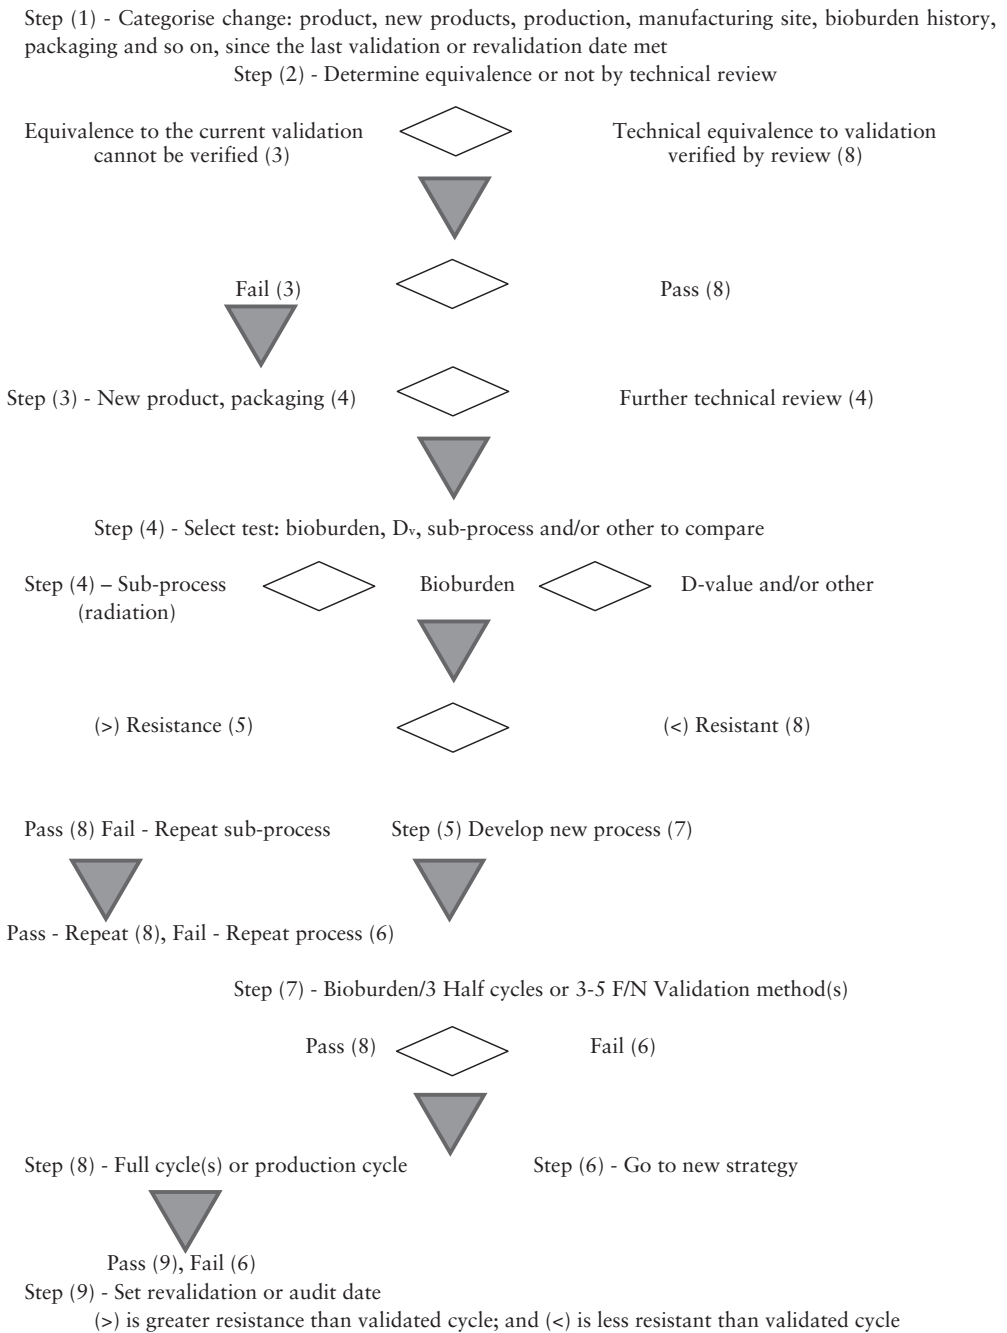 Step (1) - Categorise change: product, new products, production, manufacturing site, bioburden history,
packaging and so on, since the last validation or revalidation date met
Step (2) - Determine equivalence or not by technical review
Equivalence to the current validation
cannot be verified (3)
Technical equivalence to validation
verified by review (8)
Fail (3)
Pass (8)
Step (3) - New product, packaging (4)
Further technical review (4)
Step (4) - Select test: bioburden, Dv, sub-process and/or other to compare
Step (4) – Sub-process
(radiation)
Bioburden
D-value and/or other
(>) Resistance (5)
(<) Resistant (8)
Pass (8) Fail - Repeat sub-process
Step (5) Develop new process (7)
Pass - Repeat (8), Fail - Repeat process (6)
Step (7) - Bioburden/3 Half cycles or 3-5 F/N Validation method(s)
Pass (8)
Fail (6)
Step (8) - Full cycle(s) or production cycle
Step (6) - Go to new strategy
Pass (9), Fail (6)
Step (9) - Set revalidation or audit date
(>) is greater resistance than validated cycle; and (<) is less resistant than validated cycle